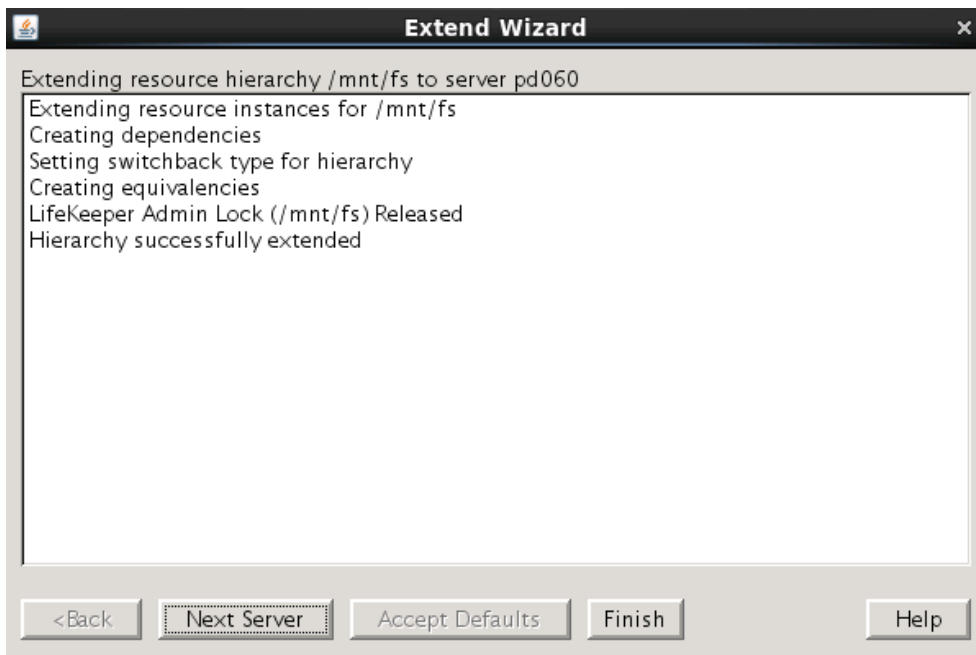 Extend Wizard
Extending resource hierarchy /mnt/fs to server pd060
Extending resource instances for /mnt/fs
Creating dependencies
Setting switchback type for hierarchy
Creating equivalencies
LifeKeeper Admin Lock (/mnt/fs) Released
Hierarchy successfully extended
<Back Next Server Accept Defaults Finish Help